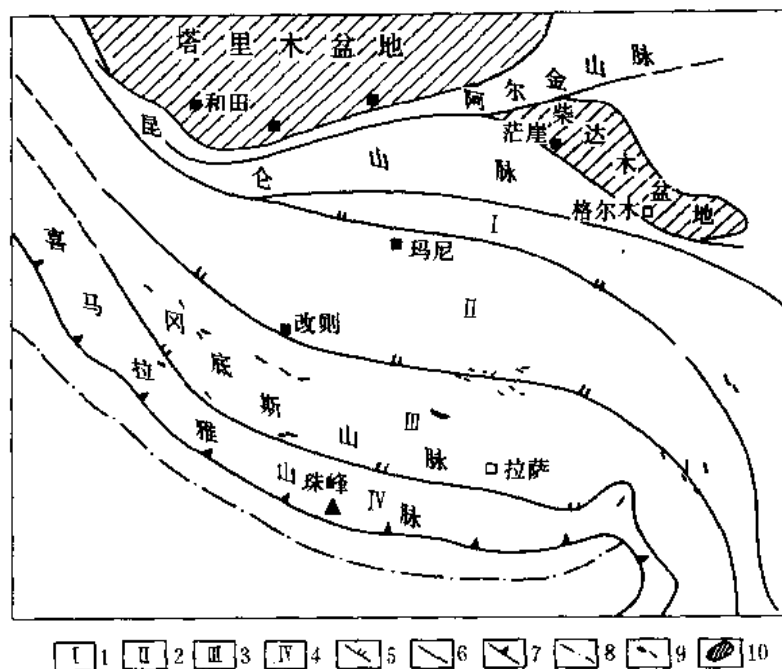 塔里木盆地
和田
阿尔金山脉
昆仑山脉
茫崖
柴达木盆地
格尔木
I
玛尼
II
改则
喜马拉雅山脉
冈底斯山脉
III
拉萨
珠峰
IV
I 1 II 2 III 3 IV 4 5 6 7 8 9 10